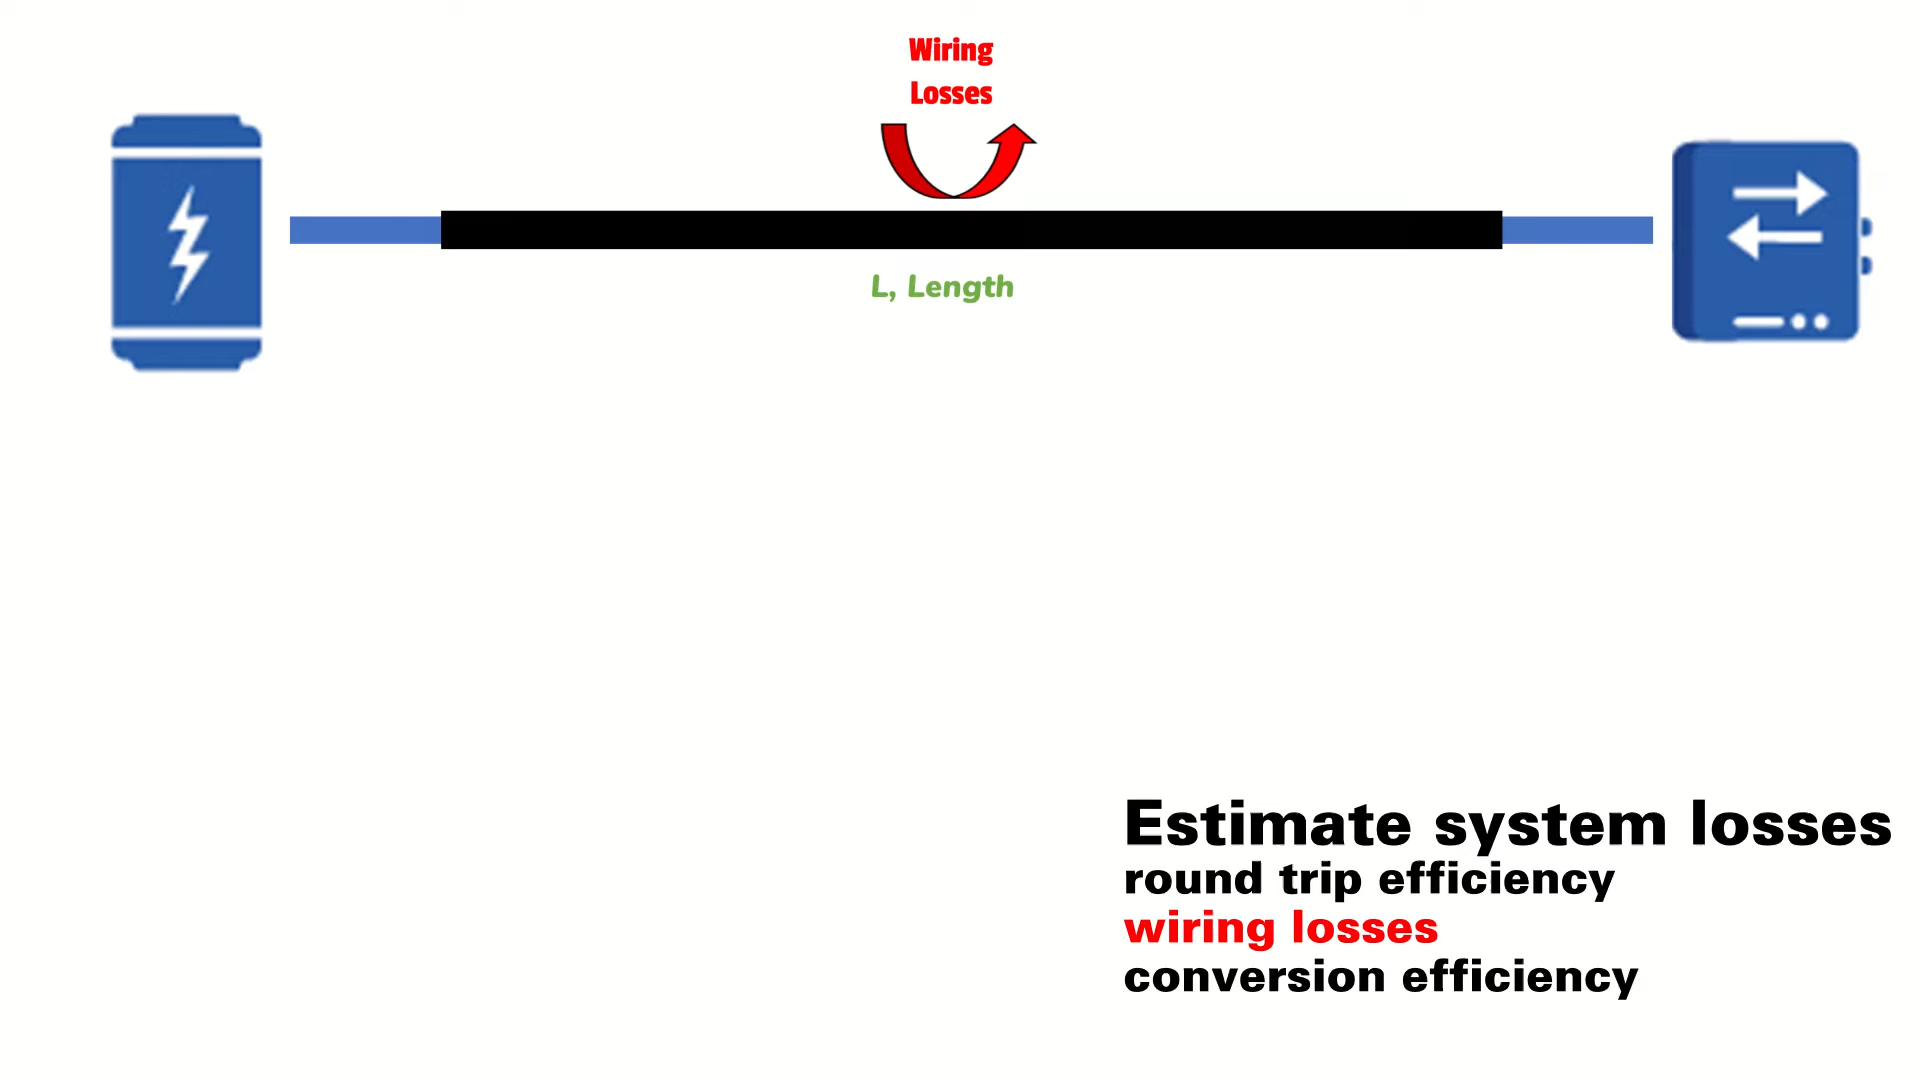 Wiring
Losses
L, Length
Estimate system losses
round trip efficiency
wiring losses
conversion efficiency